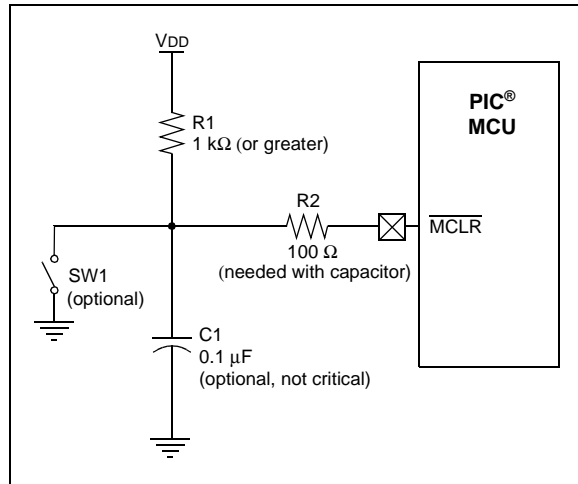 VDD
R1
1 kΩ (or greater)
R2
100 Ω
(needed with capacitor)
SW1
(optional)
C1
0.1 μF
(optional, not critical)
PIC®
MCU
MCLR